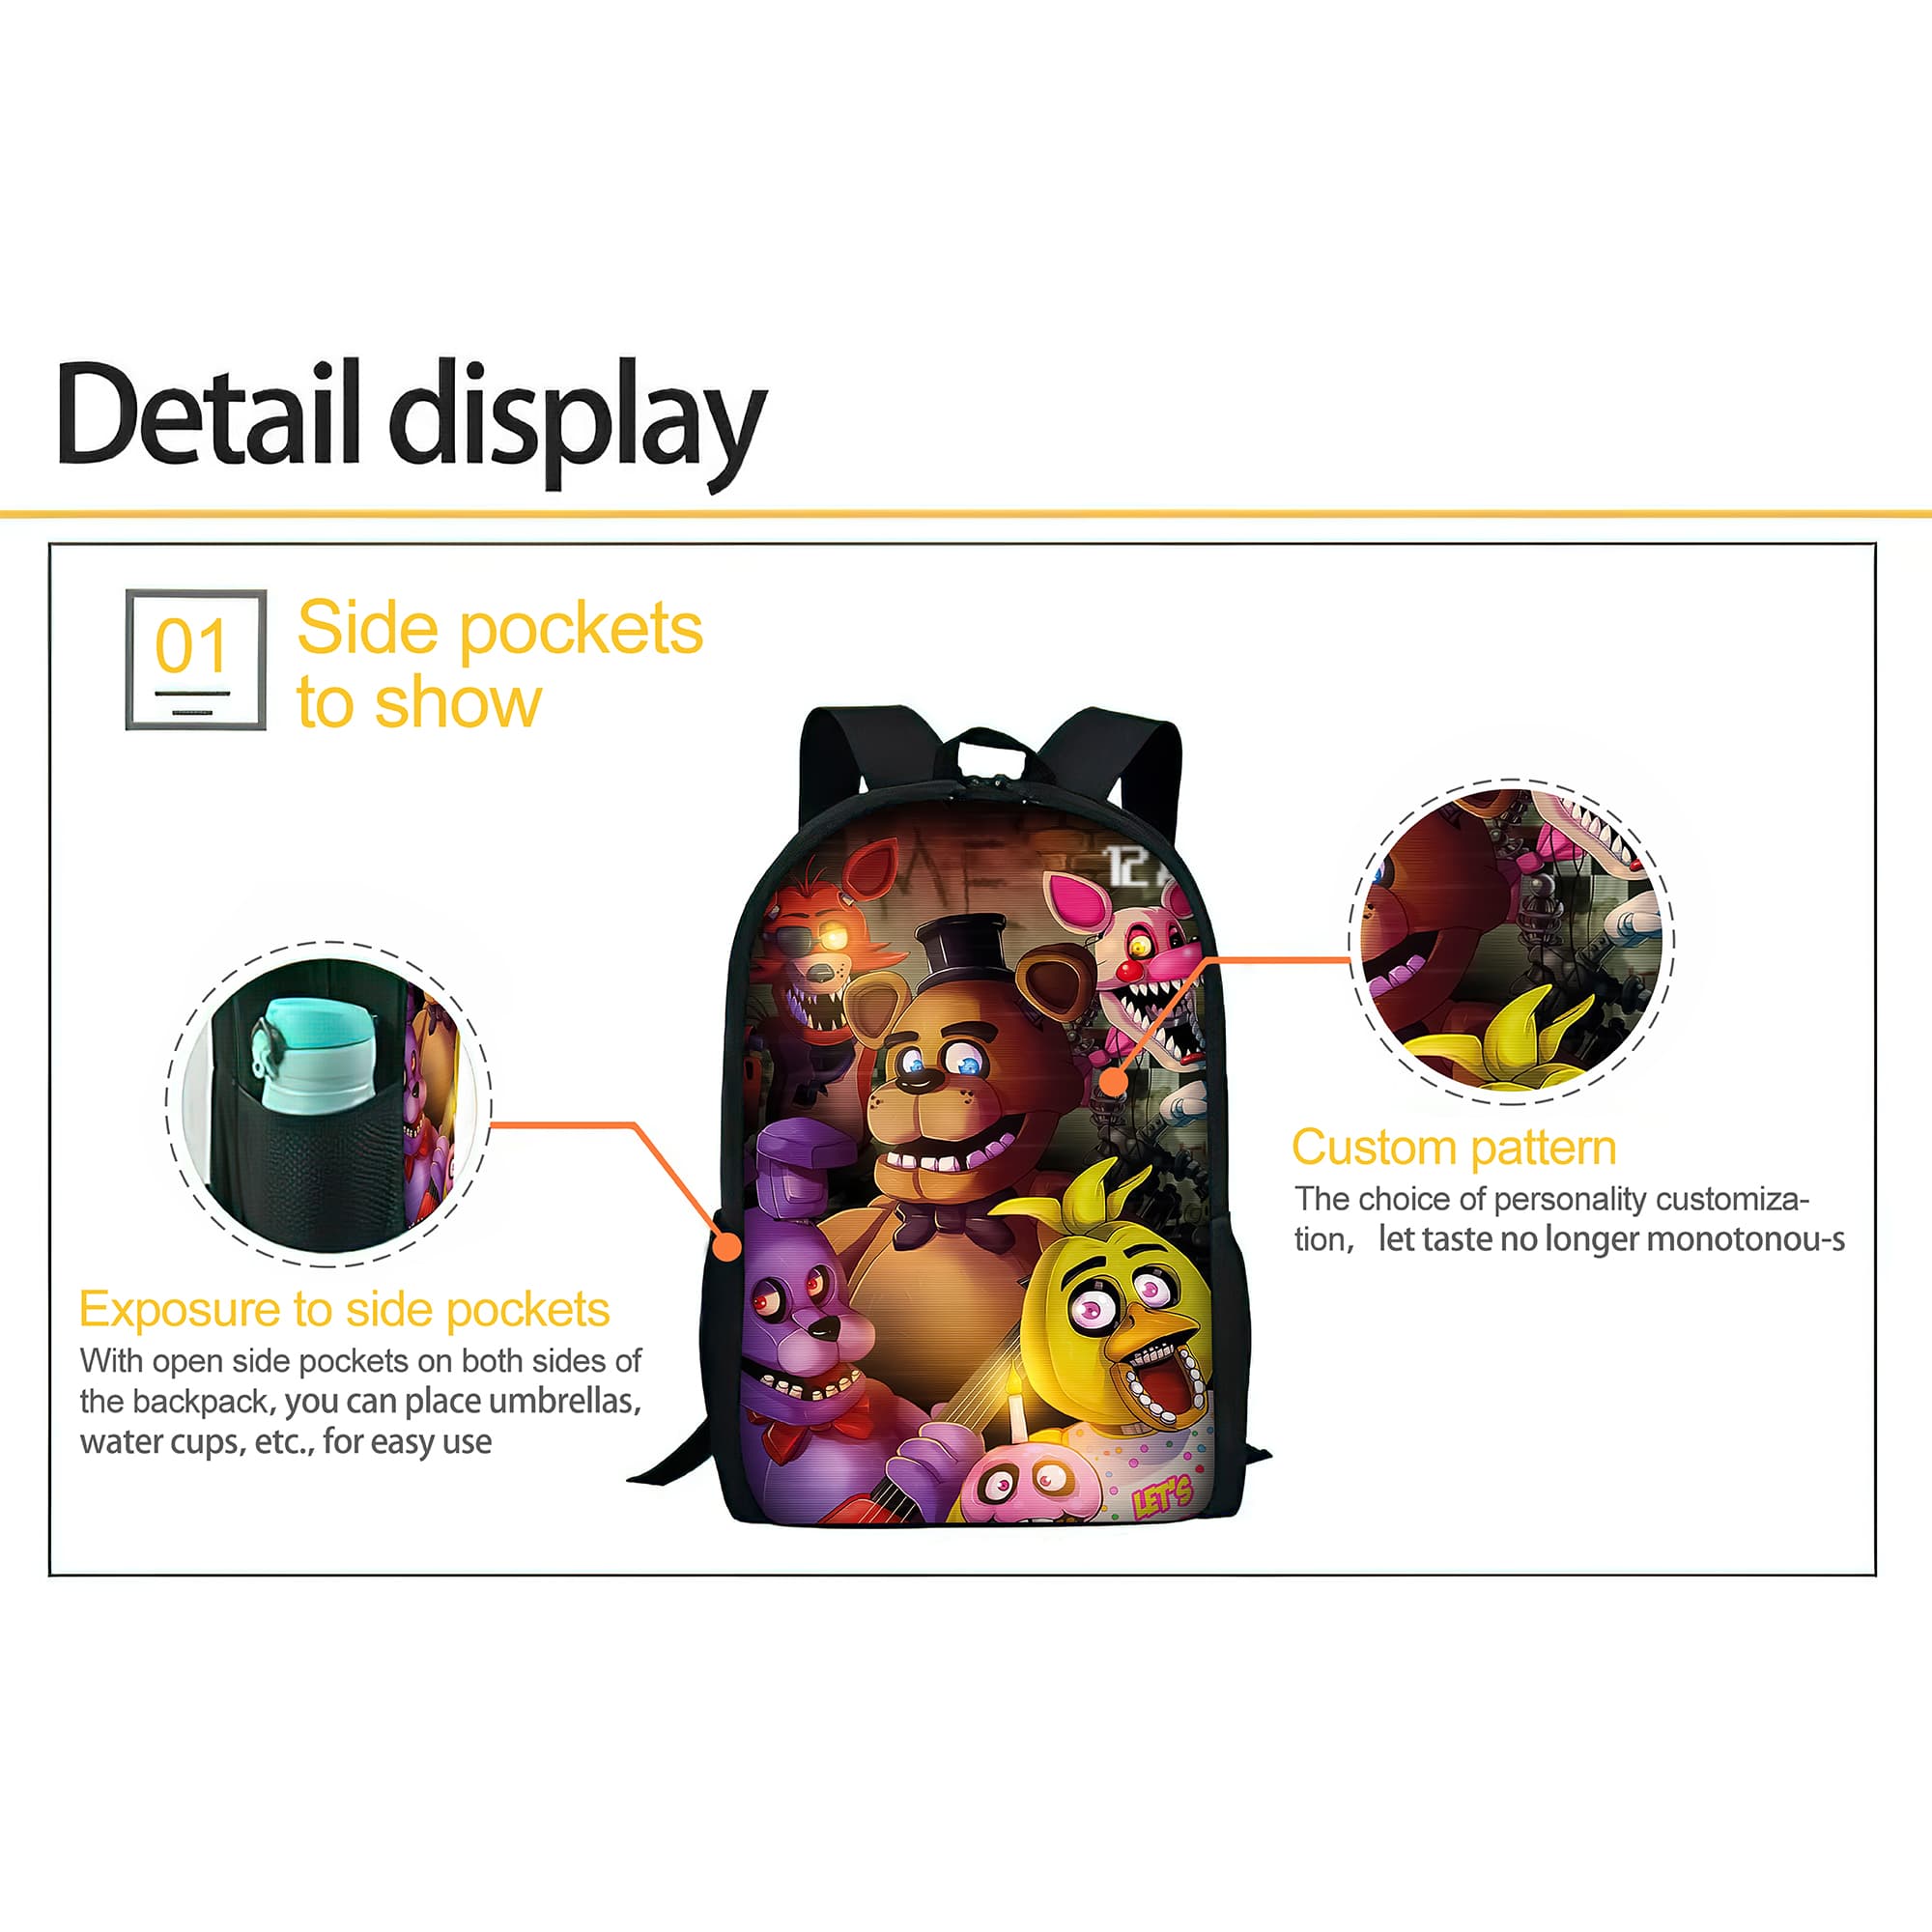 Detail display
01
Side pockets
to show
12
Custom pattern
The choice of personality customiza-
tion, let taste no longer monotonou-s
Exposure to side pockets
With open side pockets on both sides of
the backpack, you can place umbrellas,
water cups, etc., for easy use
LET'S